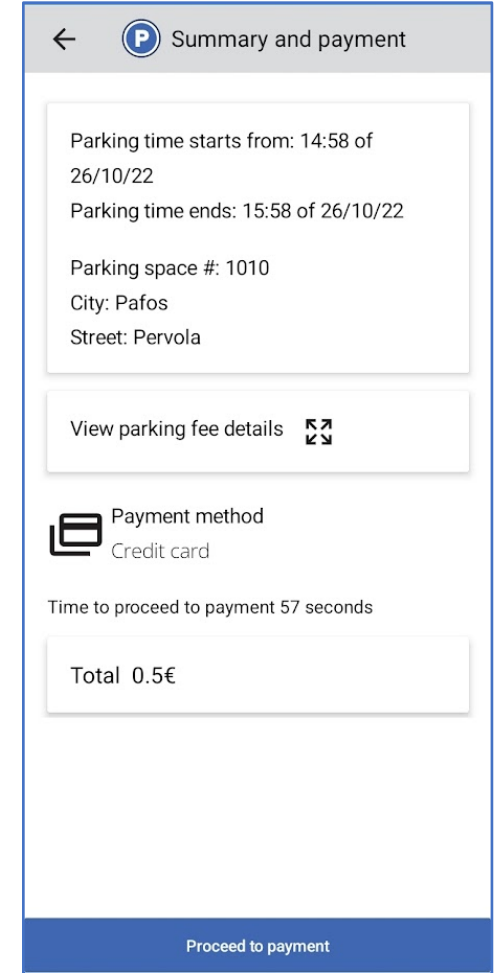 P Summary and payment
Parking time starts from: 14:58 of
26/10/22
Parking time ends: 15:58 of 26/10/22
Parking space #: 1010
City: Pafos
Street: Pervola
View parking fee details
Payment method
Credit card
Time to proceed to payment 57 seconds
Total 0.5€
Proceed to payment